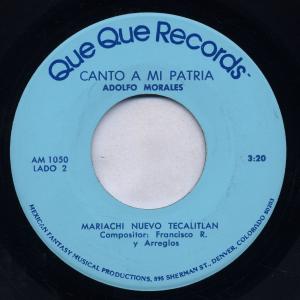 Que Que Records
CANTO A MI PATRIA
ADOLFO MORALES
AM 1050
LADO 2
3:20
MARIACHI NUEVO TECALITLAN
Compositor: Francisco R.
y Arreglos
MEXICAN FANTASY MUSICAL PRODUCTIONS, 895 SHERMAN ST., DENVER, COLORADO 80203